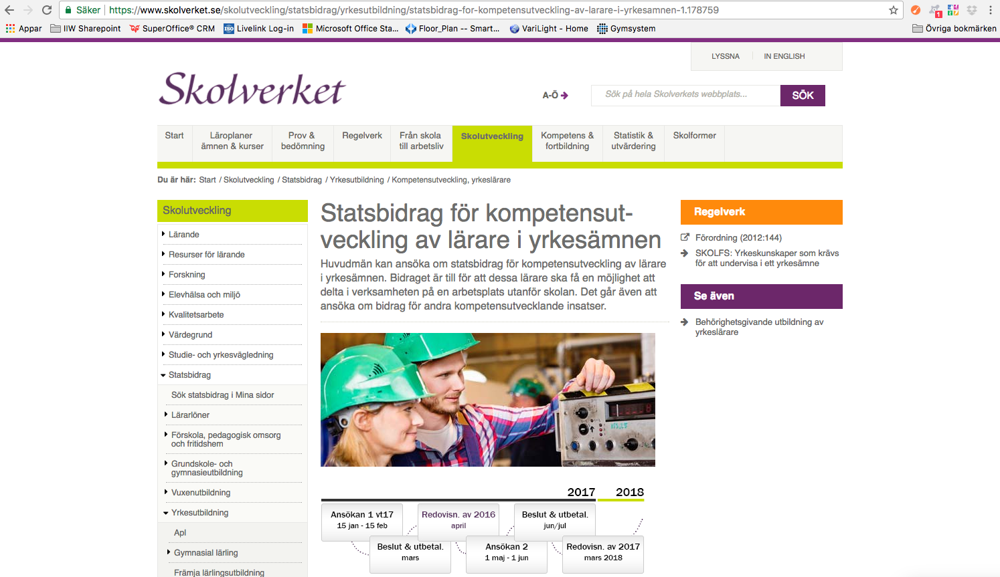 Säker
https://www.skolverket.se/skolutveckling/statsbidrag/yrkesutbildning/statsbidrag-for-kompetensutveckling-av-larare-i-yrkesamnen-1.178759
1
Appar
IIW Sharepoint
SuperOffice® CRM
ISO
Livelink Log-in
Microsoft Office Sta...
Floor_Plan -- Smart...
VariLight - Home
Gymsystem
Övriga bokmärken
LYSSNA
IN ENGLISH
Skolverket
A-Ö
Sök på hela Skolverkets webbplats...
SÖK
Start
Läroplaner
ämnen & kurser
Prov &
bedömning
Regelverk
Från skola
till arbetsliv
Skolutveckling
Kompetens &
fortbildning
Statistik &
utvärdering
Skolformer
Du är här: Start / Skolutveckling / Statsbidrag / Yrkesutbildning / Kompetensutveckling, yrkeslärare
Skolutveckling
Lärande
Resurser för lärande
Forskning
Elevhälsa och miljö
Kvalitetsarbete
Värdegrund
Studie- och yrkesvägledning
Statsbidrag
Sök statsbidrag i Mina sidor
Lärarlöner
Förskola, pedagogisk omsorg
och fritidshem
Grundskole- och
gymnasieutbildning
Vuxenutbildning
Yrkesutbildning
Apl
Gymnasial lärling
Främja lärlingsutbildning
Statsbidrag för kompetensut-
veckling av lärare i yrkesämnen
Huvudmän kan ansöka om statsbidrag för kompetensutveckling av lärare
i yrkesämnen. Bidraget är till för att dessa lärare ska få en möjlighet att
delta i verksamheten på en arbetsplats utanför skolan. Det går även att
ansöka om bidrag för andra kompetensutvecklande insatser.
2017
2018
Ansökan 1 vt17
15 jan - 15 feb
Beslut & utbetal.
mars
Redovisn. av 2016
april
Ansökan 2
1 maj - 1 jun
Beslut & utbetal.
jun/jul
Redovisn. av 2017
mars 2018
Regelverk
Förordning (2012:144)
SKOLFS: Yrkeskunskaper som krävs
för att undervisa i ett yrkesämne
Se även
Behörighetsgivande utbildning av
yrkeslärare